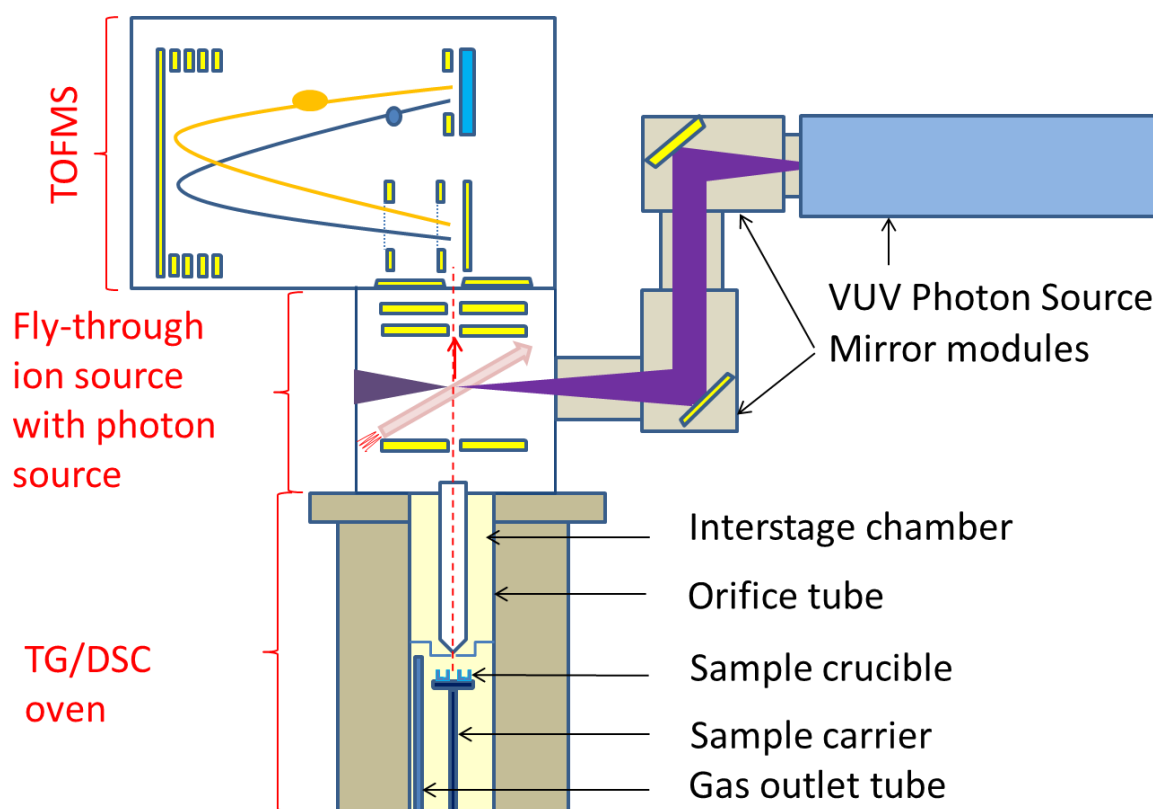 TOFMS
Fly-through
ion source
with photon
source
TG/DSC
oven
VUV Photon Source
Mirror modules
Interstage chamber
Orifice tube
Sample crucible
Sample carrier
Gas outlet tube